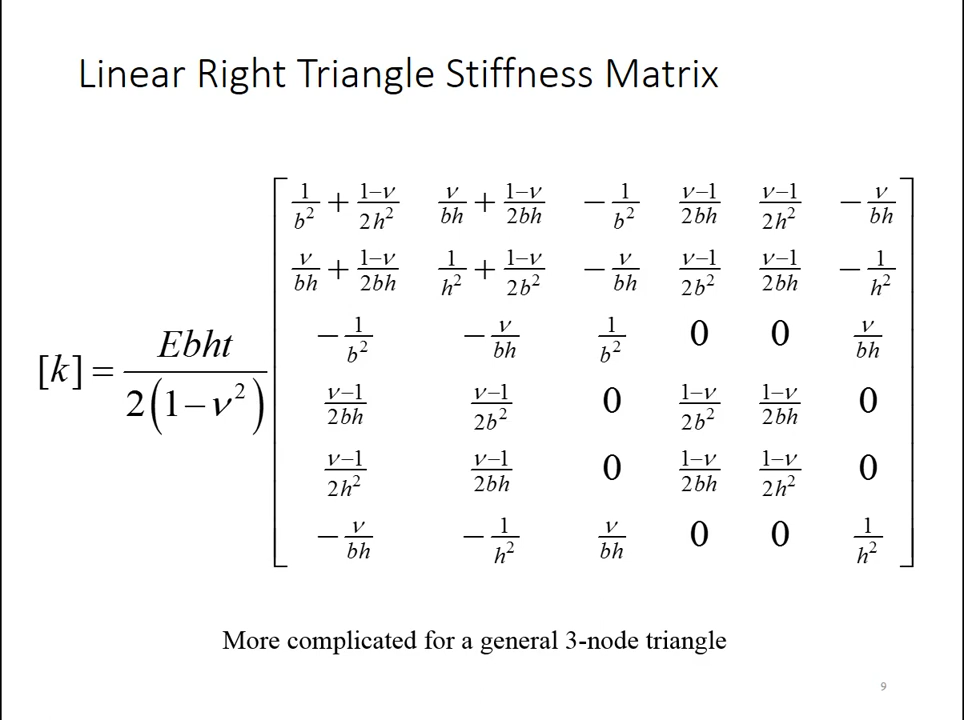 Linear Right Triangle Stiffness Matrix
[k] = Ebht / 2(1−ν²)
1/b² + 1−ν/2h²   ν/bh + 1−ν/2bh   −1/b²   ν−1/2bh   ν−1/2h²   −ν/bh
ν/bh + 1−ν/2bh   1/h² + 1−ν/2b²   −ν/bh   ν−1/2b²   ν−1/2bh   −1/h²
−1/b²   −ν/bh   1/b²   0   0   ν/bh
ν−1/2bh   ν−1/2b²   0   1−ν/2b²   1−ν/2bh   0
ν−1/2h²   ν−1/2bh   0   1−ν/2bh   1−ν/2h²   0
−ν/bh   −1/h²   ν/bh   0   0   1/h²
More complicated for a general 3-node triangle
9